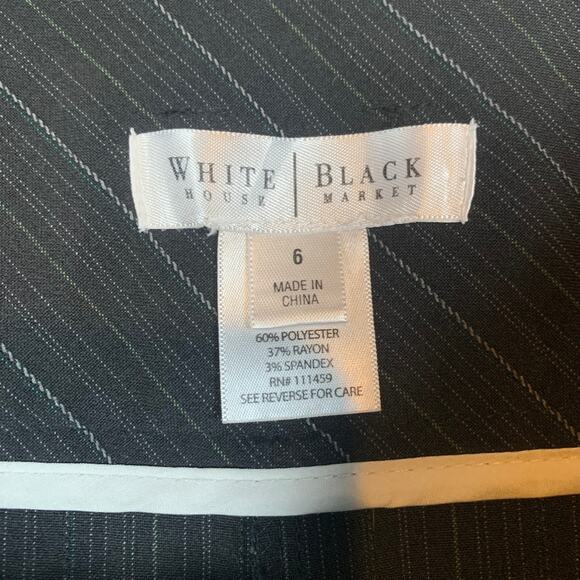 WHITE | BLACK
HOUSE MARKET
6
MADE IN
CHINA
60% POLYESTER
37% RAYON
3% SPANDEX
RN# 111459
SEE REVERSE FOR CARE